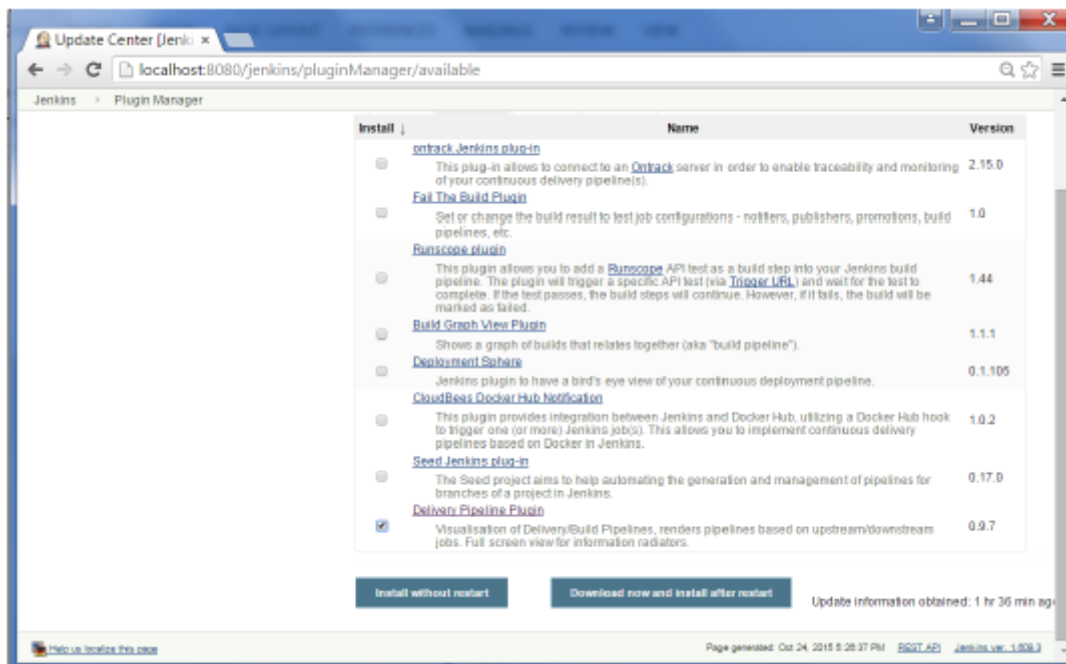 Update Center [Jenki
localhost:8080/jenkins/pluginManager/available
Jenkins Plugin Manager
Install ↓ Name Version
ontrack Jenkins plug-in
This plug-in allows to connect to an Ontrack server in order to enable traceability and monitoring 2.15.0
of your continuous delivery pipeline(s).
Fail The Build Plugin
Set or change the build result to test job configurations - notifiers, publishers, promotions, build 1.0
pipelines, etc.
Runscope plugin
This plugin allows you to add a Runscope API test as a build step into your Jenkins build
pipeline. The plugin will trigger a specific API test (via Trigger URL) and wait for the test to 1.44
complete. If the test passes, the build steps will continue. However, if it fails, the build will be
marked as failed.
Build Graph View Plugin
Shows a graph of builds that relates together (aka "build pipeline"). 1.1.1
Deployment Sphere
Jenkins plugin to have a bird's eye view of your continuous deployment pipeline. 0.1.105
CloudBees Docker Hub Notification
This plugin provides integration between Jenkins and Docker Hub, utilizing a Docker Hub hook
to trigger one (or more) Jenkins job(s). This allows you to implement continuous delivery 1.0.2
pipelines based on Docker in Jenkins.
Seed Jenkins plug-in
The Seed project aims to help automating the generation and management of pipelines for 0.17.0
branches of a project in Jenkins.
Delivery Pipeline Plugin
Visualisation of Delivery/Build Pipelines, renders pipelines based on upstream/downstream 0.9.7
jobs. Full screen view for information radiators.
Install without restart Download now and install after restart Update information obtained: 1 hr 36 min ago
Help us localize this page Page generated: Oct 24, 2015 5:26:37 PM REST API Jenkins ver. 1.609.3